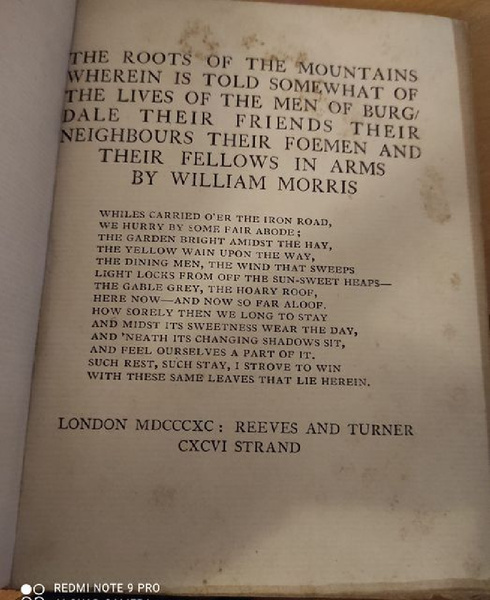 THE ROOTS OF THE MOUNTAINS
WHEREIN IS TOLD SOMEWHAT OF
THE LIVES OF THE MEN OF BURG/
DALE THEIR FRIENDS THEIR
NEIGHBOURS THEIR FOEMEN AND
THEIR FELLOWS IN ARMS
BY WILLIAM MORRIS
WHILES CARRIED O'ER THE IRON ROAD,
WE HURRY BY SOME FAIR ABODE;
THE GARDEN BRIGHT AMIDST THE HAY,
THE YELLOW WAIN UPON THE WAY,
THE DINING MEN, THE WIND THAT SWEEPS
LIGHT LOCKS FROM OFF THE SUN-SWEET HEAPS—
THE GABLE GREY, THE HOARY ROOF,
HERE NOW—AND NOW SO FAR ALOOF.
HOW SORELY THEN WE LONG TO STAY
AND MIDST ITS SWEETNESS WEAR THE DAY,
AND 'NEATH ITS CHANGING SHADOWS SIT,
AND FEEL OURSELVES A PART OF IT.
SUCH REST, SUCH STAY, I STROVE TO WIN
WITH THESE SAME LEAVES THAT LIE HEREIN.
LONDON MDCCCXC: REEVES AND TURNER
CXCVI STRAND
REDMI NOTE 9 PRO